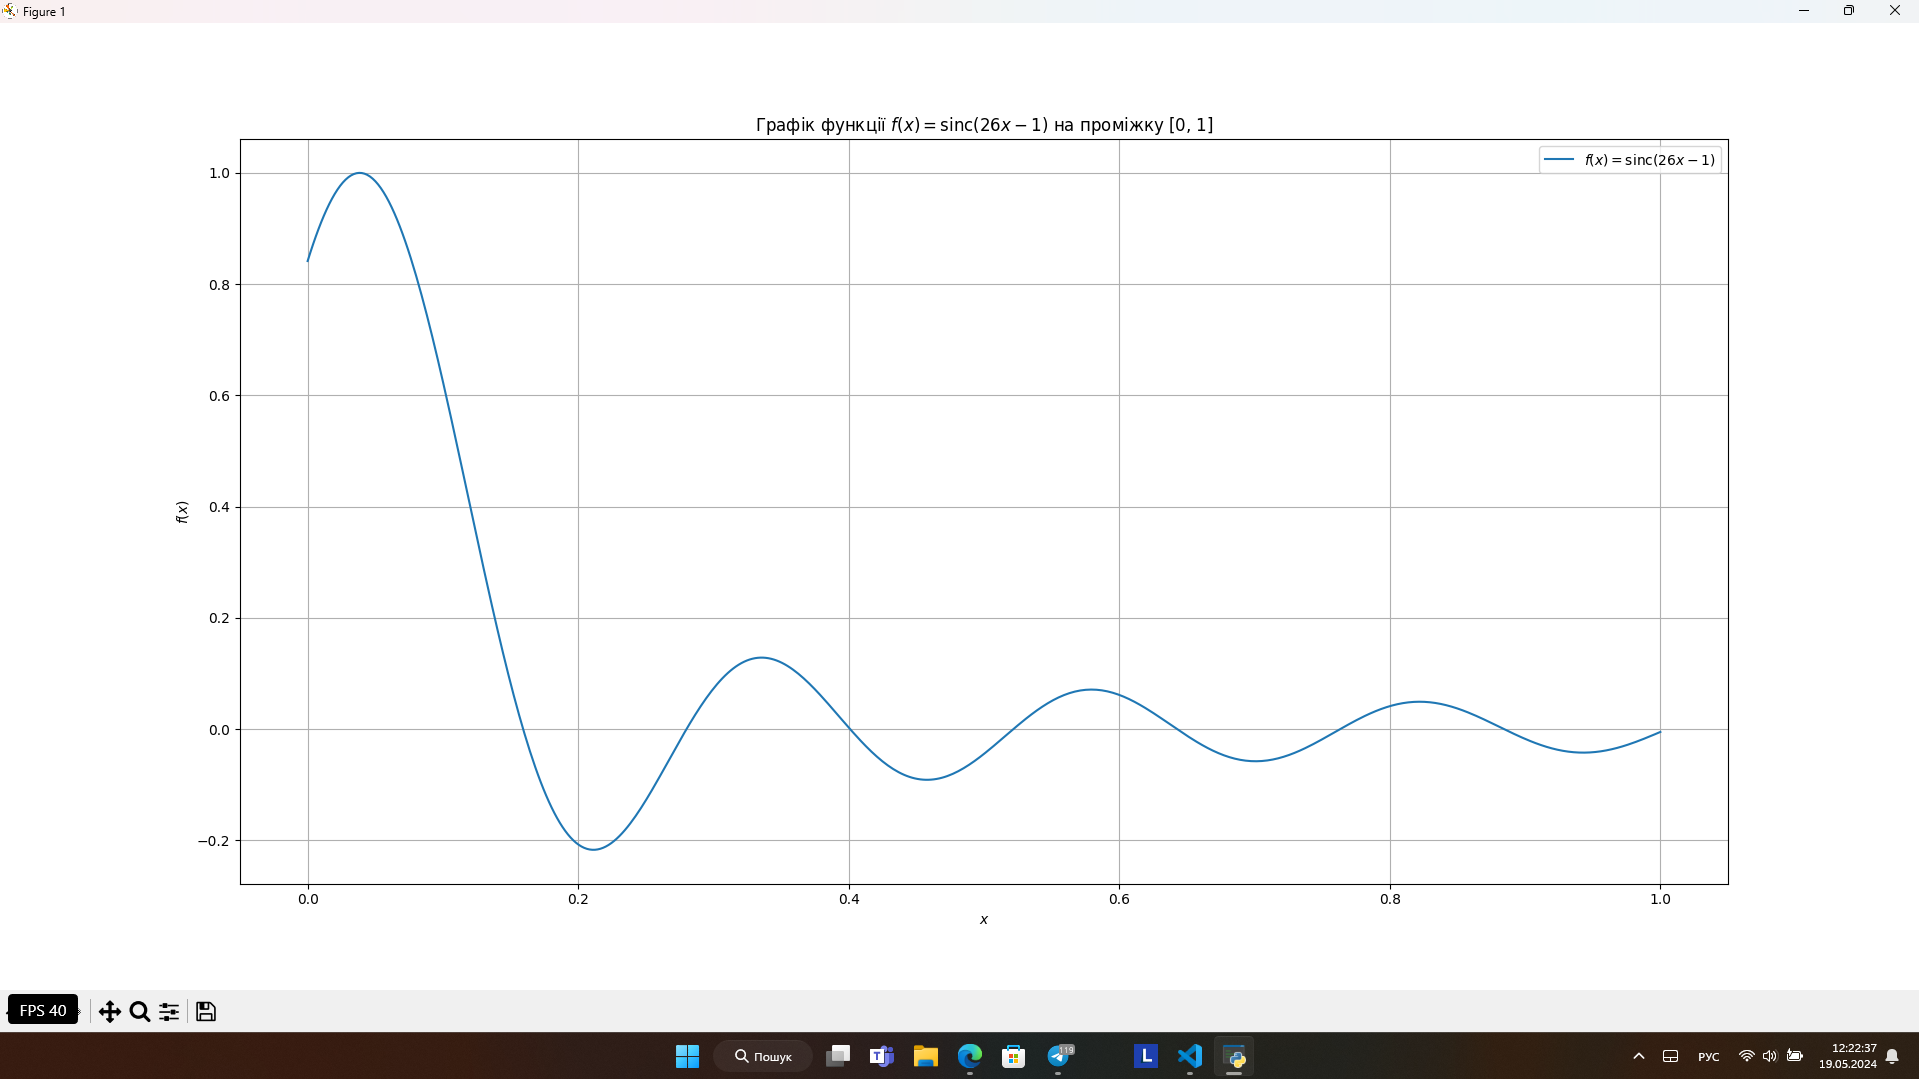 Figure 1
Графік функції f(x) = sinc(26x − 1) на проміжку [0, 1]
f(x) = sinc(26x − 1)
1.0
0.8
0.6
0.4
0.2
0.0
−0.2
f(x)
0.0 0.2 0.4 0.6 0.8 1.0
x
FPS 40
Пошук
T
119
L
РУС
12:22:37
19.05.2024